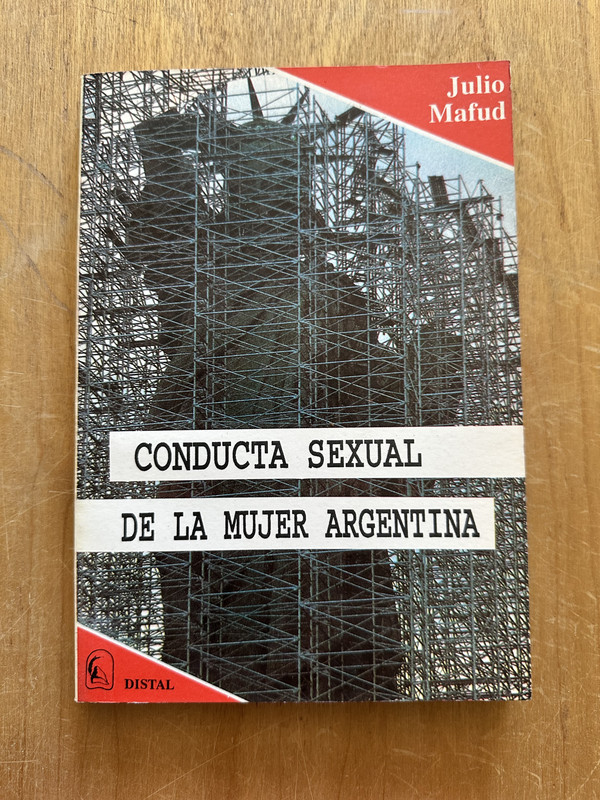 Julio
Mafud
CONDUCTA SEXUAL
DE LA MUJER ARGENTINA
DISTAL